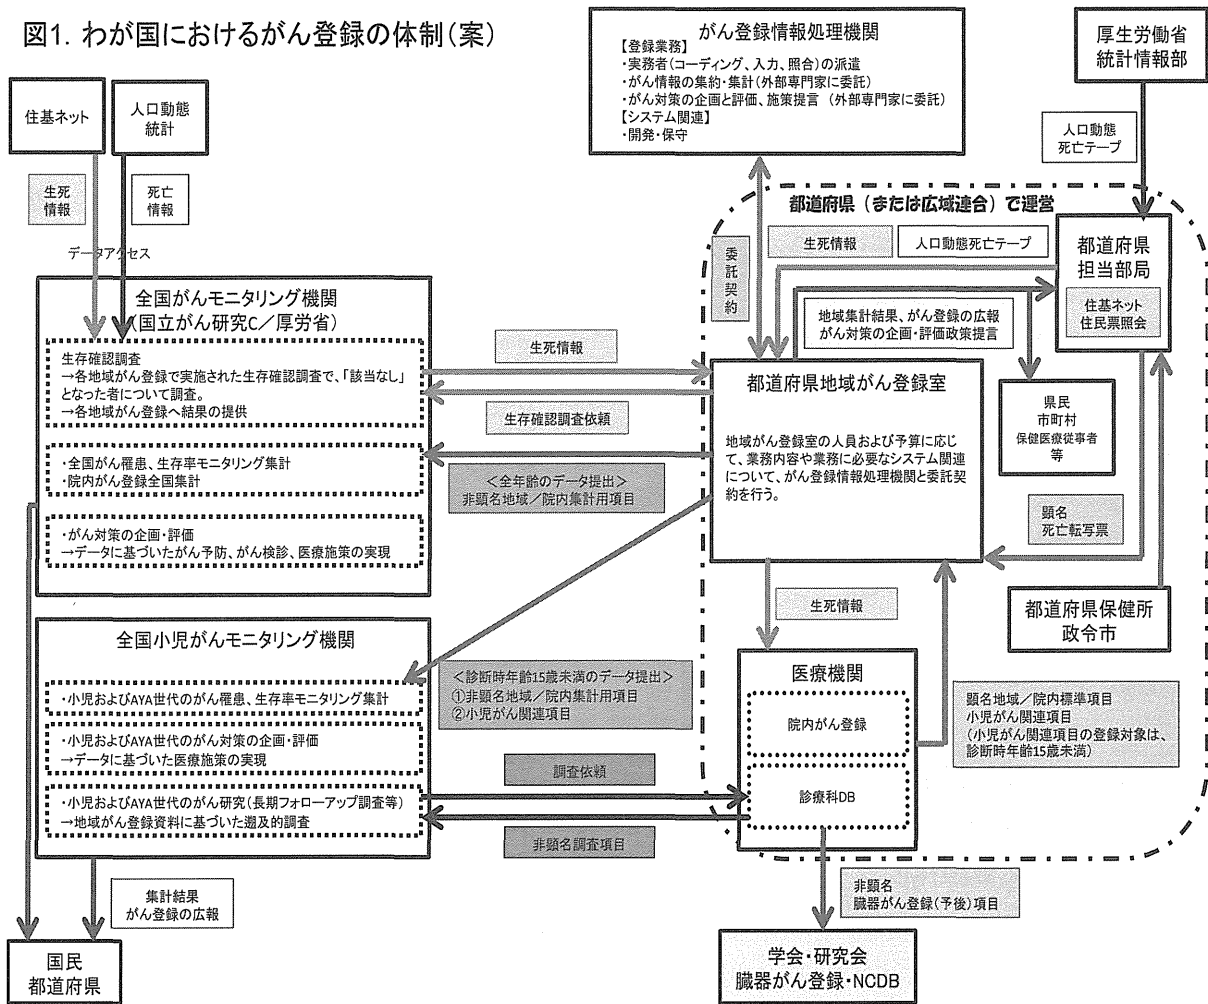 図1. わが国におけるがん登録の体制(案)
住基ネット
人口動態
統計
生死
情報
死亡
情報
データアクセス
がん登録情報処理機関
【登録業務】
・実務者(コーディング、入力、照合)の派遣
・がん情報の集約・集計(外部専門家に委託)
・がん対策の企画と評価、施策提言 (外部専門家に委託)
【システム関連】
・開発・保守
厚生労働省
統計情報部
人口動態
死亡テープ
都道府県(または広域連合)で運営
委託契約
生死情報
人口動態死亡テープ
都道府県
担当部局
住基ネット
住民票照会
地域集計結果、がん登録の広報
がん対策の企画・評価政策提言
全国がんモニタリング機関
(国立がん研究C/厚労省)
生存確認調査
→各地域がん登録で実施された生存確認調査で、「該当なし」
となった者について調査。
→各地域がん登録へ結果の提供
・全国がん罹患、生存率モニタリング集計
・院内がん登録全国集計
・がん対策の企画・評価
→データに基づいたがん予防、がん検診、医療施策の実現
生死情報
生存確認調査依頼
<全年齢のデータ提出>
非顕名地域/院内集計用項目
都道府県地域がん登録室
地域がん登録室の人員および予算に応じ
て、業務内容や業務に必要なシステム関連
について、がん登録情報処理機関と委託契
約を行う。
県民
市町村
保健医療従事者
等
顕名
死亡転写票
都道府県保健所
政令市
生死情報
全国小児がんモニタリング機関
・小児およびAYA世代のがん罹患、生存率モニタリング集計
・小児およびAYA世代のがん対策の企画・評価
→データに基づいた医療施策の実現
・小児およびAYA世代のがん研究(長期フォローアップ調査等)
→地域がん登録資料に基づいた遡及的調査
<診断時年齢15歳未満のデータ提出>
①非顕名地域/院内集計用項目
②小児がん関連項目
調査依頼
非顕名調査項目
医療機関
院内がん登録
診療科DB
顕名地域/院内標準項目
小児がん関連項目
(小児がん関連項目の登録対象は、
診断時年齢15歳未満)
集計結果
がん登録の広報
国民
都道府県
非顕名
臓器がん登録(予後)項目
学会・研究会
臓器がん登録・NCDB